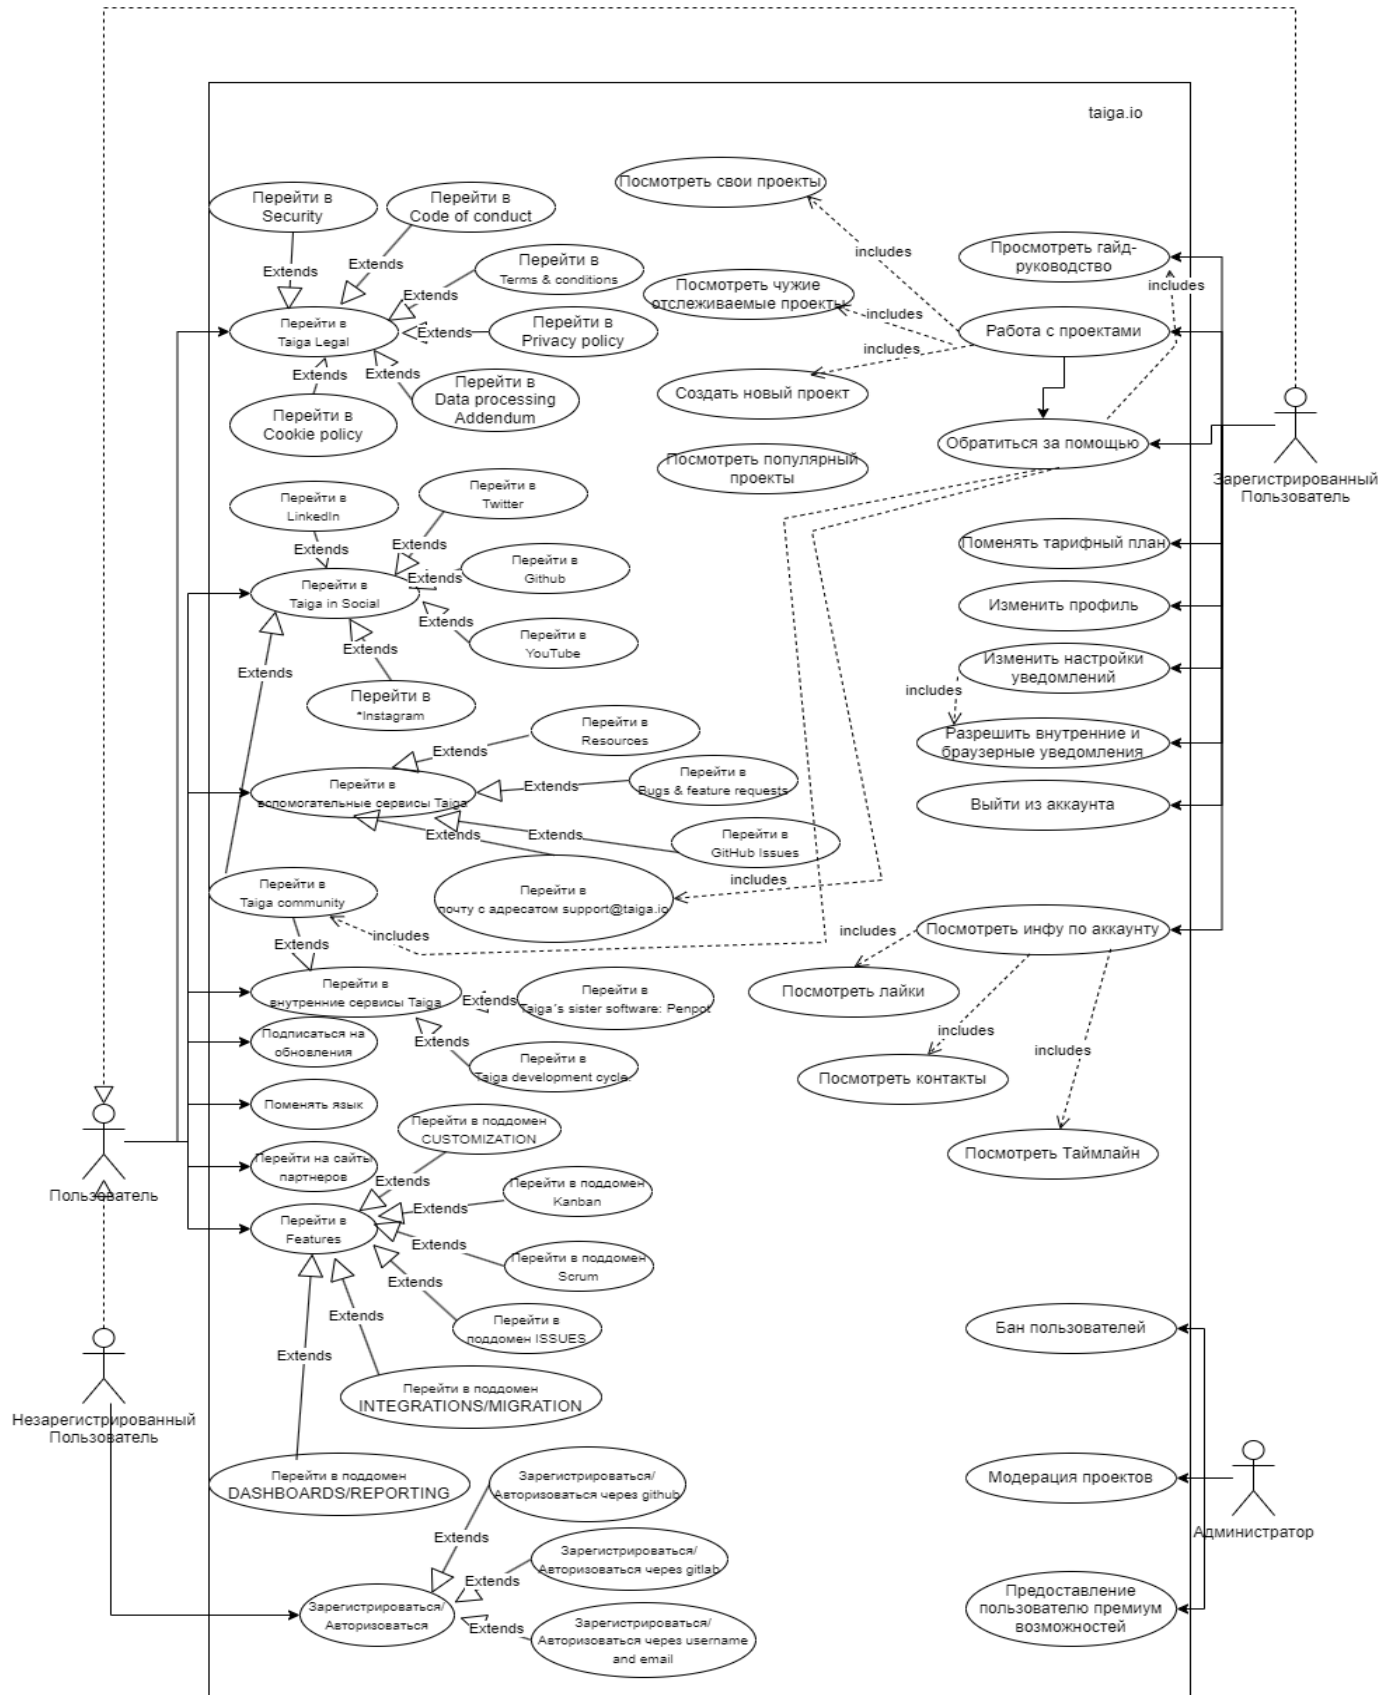 taiga.io
Посмотреть свои проекты
Перейти в
Security
Перейти в
Code of conduct
includes
Просмотреть гайд-
руководство
Extends
Extends
Перейти в
Terms & conditions
Посмотреть чужие
отслеживаемые проекты
includes
Extends
includes
Перейти в
Taiga Legal
Extends
Перейти в
Privacy policy
Работа с проектами
includes
Extends
Extends
Перейти в
Data processing
Addendum
Создать новый проект
Перейти в
Cookie policy
Обратиться за помощью
Посмотреть популярный
проекты
Зарегистрированный
Пользователь
Перейти в
LinkedIn
Перейти в
Twitter
Extends
Extends
Поменять тарифный план
Перейти в
Taiga in Social
Extends
Перейти в
Github
Изменить профиль
Extends
Перейти в
YouTube
Extends
Extends
Изменить настройки
уведомлений
includes
Перейти в
*Instagram
Перейти в
Resources
Разрешить внутренние и
браузерные уведомления
Extends
Перейти в
вспомогательные сервисы Taiga
Extends
Перейти в
Bugs & feature requests
Выйти из аккаунта
Extends
Extends
Перейти в
GitHub Issues
includes
Перейти в
Taiga community
Перейти в
почту с адресатом support@taiga.io
includes
includes
Посмотреть инфу по аккаунту
Extends
Перейти в
внутренние сервисы Taiga
Extends
Перейти в
Taiga's sister software: Penpot
Посмотреть лайки
Подписаться на
обновления
Extends
Перейти в
Taiga development cycle.
includes
includes
Посмотреть контакты
Поменять язык
Перейти в поддомен
CUSTOMIZATION
Посмотреть Таймлайн
Перейти на сайты
партнеров
Extends
Перейти в поддомен
Kanban
Пользователь
Extends
Перейти в
Features
Extends
Перейти в поддомен
Scrum
Extends
Extends
Перейти в
поддомен ISSUES
Бан пользователей
Extends
Перейти в поддомен
INTEGRATIONS/MIGRATION
Незарегистрированный
Пользователь
Перейти в поддомен
DASHBOARDS/REPORTING
Зарегистрироваться/
Авторизоваться через github
Модерация проектов
Администратор
Extends
Зарегистрироваться/
Авторизоваться через gitlab
Extends
Зарегистрироваться/
Авторизоваться
Extends
Зарегистрироваться/
Авторизоваться через username
and email
Предоставление
пользователю премиум
возможностей